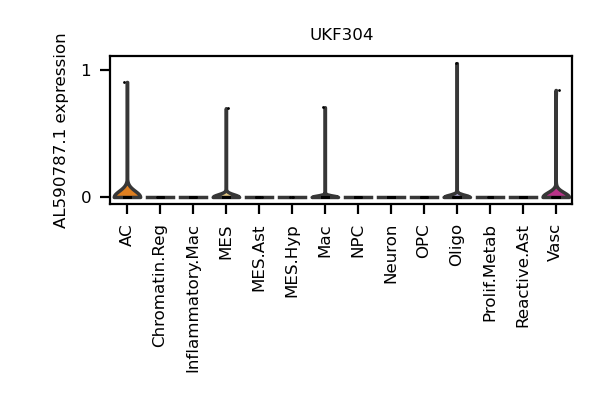 UKF304
AL590787.1 expression
1
0
AC
Chromatin.Reg
Inflammatory.Mac
MES
MES.Ast
MES.Hyp
Mac
NPC
Neuron
OPC
Oligo
Prolif.Metab
Reactive.Ast
Vasc